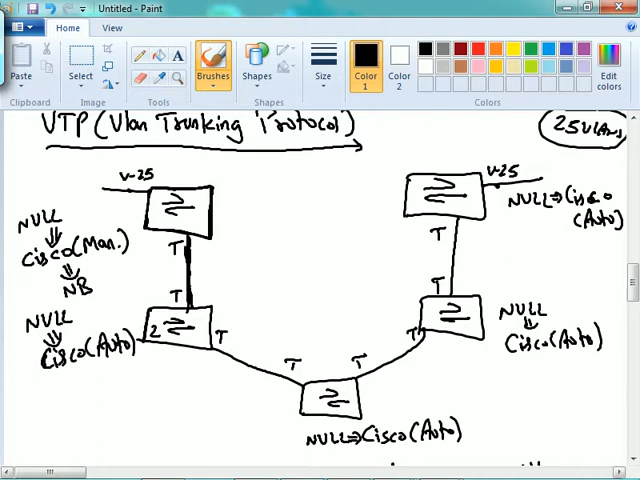 Untitled - Paint
Home
View
Paste
Select
Brushes
Shapes
Size
Color 1
Color 2
Edit colors
Clipboard
Image
Tools
Shapes
Colors
VTP (Vlan Trunking Protocol)
25 VLANs
V-25
V-25
NULL
NULL⇒Cisco
(Auto)
Cisco (Man.)
NB
T
T
T
T
NULL
Cisco (Auto)
2
T
T
T
T
NULL
Cisco (Auto)
NULL⇒Cisco (Auto)